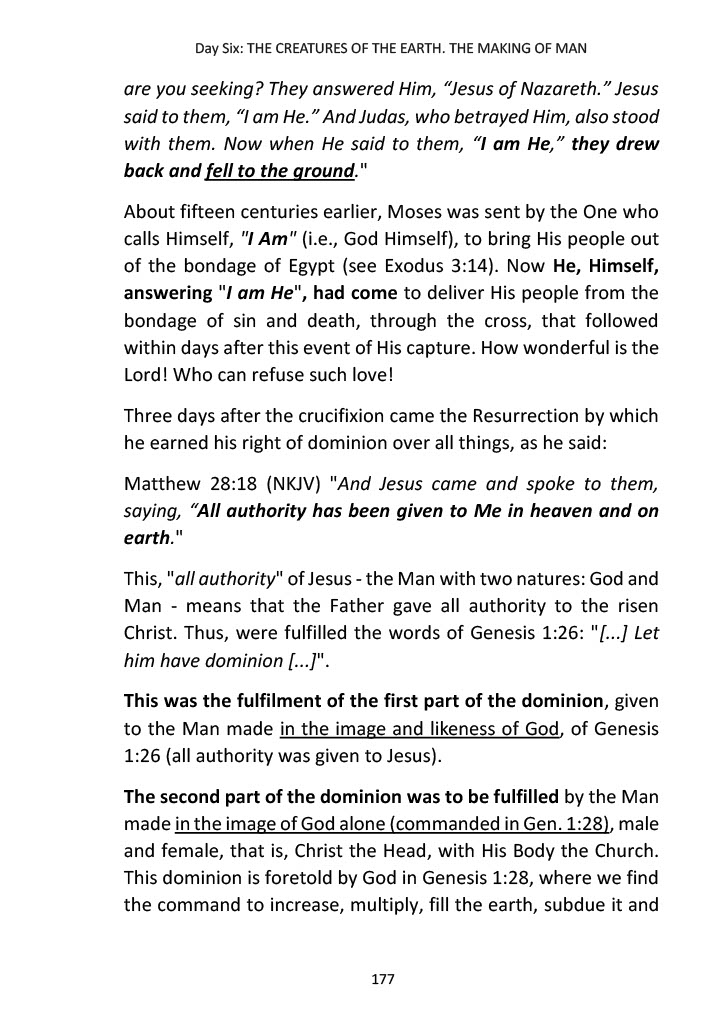 Day Six: THE CREATURES OF THE EARTH. THE MAKING OF MAN
are you seeking? They answered Him, “Jesus of Nazareth.” Jesus
said to them, “I am He.” And Judas, who betrayed Him, also stood
with them. Now when He said to them, “I am He,” they drew
back and fell to the ground."
About fifteen centuries earlier, Moses was sent by the One who
calls Himself, "I Am" (i.e., God Himself), to bring His people out
of the bondage of Egypt (see Exodus 3:14). Now He, Himself,
answering "I am He", had come to deliver His people from the
bondage of sin and death, through the cross, that followed
within days after this event of His capture. How wonderful is the
Lord! Who can refuse such love!
Three days after the crucifixion came the Resurrection by which
he earned his right of dominion over all things, as he said:
Matthew 28:18 (NKJV) "And Jesus came and spoke to them,
saying, “All authority has been given to Me in heaven and on
earth."
This, "all authority" of Jesus - the Man with two natures: God and
Man - means that the Father gave all authority to the risen
Christ. Thus, were fulfilled the words of Genesis 1:26: "[...] Let
him have dominion [...]".
This was the fulfilment of the first part of the dominion, given
to the Man made in the image and likeness of God, of Genesis
1:26 (all authority was given to Jesus).
The second part of the dominion was to be fulfilled by the Man
made in the image of God alone (commanded in Gen. 1:28), male
and female, that is, Christ the Head, with His Body the Church.
This dominion is foretold by God in Genesis 1:28, where we find
the command to increase, multiply, fill the earth, subdue it and
177